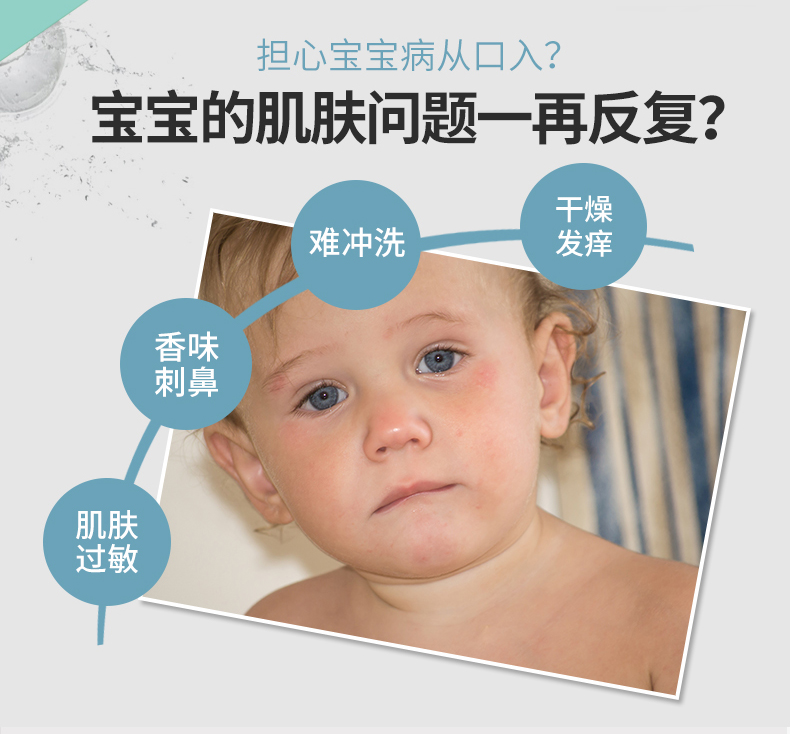 担心宝宝病从口入?
宝宝的肌肤问题一再反复?
干燥
发痒
难冲洗
香味
刺鼻
肌肤
过敏